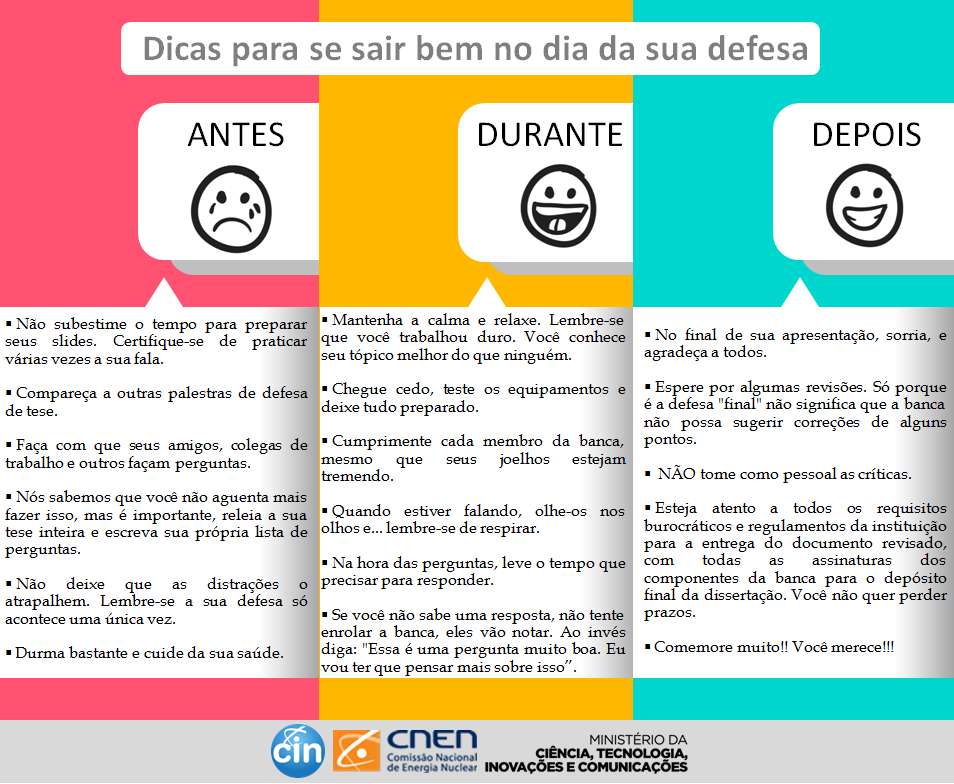 Dicas para se sair bem no dia da sua defesa
ANTES
▪ Não subestime o tempo para preparar
seus slides. Certifique-se de praticar
várias vezes a sua fala.
▪ Compareça a outras palestras de defesa
de tese.
▪ Faça com que seus amigos, colegas de
trabalho e outros façam perguntas.
▪ Nós sabemos que você não aguenta mais
fazer isso, mas é importante, releia a sua
tese inteira e escreva sua própria lista de
perguntas.
▪ Não deixe que as distrações o
atrapalhem. Lembre-se a sua defesa só
acontece uma única vez.
▪ Durma bastante e cuide da sua saúde.
DURANTE
▪ Mantenha a calma e relaxe. Lembre-se
que você trabalhou duro. Você conhece
seu tópico melhor do que ninguém.
▪ Chegue cedo, teste os equipamentos e
deixe tudo preparado.
▪ Cumprimente cada membro da banca,
mesmo que seus joelhos estejam
tremendo.
▪ Quando estiver falando, olhe-os nos
olhos e... lembre-se de respirar.
▪ Na hora das perguntas, leve o tempo que
precisar para responder.
▪ Se você não sabe uma resposta, não tente
enrolar a banca, eles vão notar. Ao invés
diga: "Essa é uma pergunta muito boa. Eu
vou ter que pensar mais sobre isso”.
DEPOIS
▪ No final de sua apresentação, sorria, e
agradeça a todos.
▪ Espere por algumas revisões. Só porque
é a defesa "final" não significa que a banca
não possa sugerir correções de alguns
pontos.
▪ NÃO tome como pessoal as críticas.
▪ Esteja atento a todos os requisitos
burocráticos e regulamentos da instituição
para a entrega do documento revisado,
com todas as assinaturas dos
componentes da banca para o depósito
final da dissertação. Você não quer perder
prazos.
▪ Comemore muito!! Você merece!!!
cin
CNEN
Comissão Nacional
de Energia Nuclear
MINISTÉRIO DA
CIÊNCIA, TECNOLOGIA,
INOVAÇÕES E COMUNICAÇÕES